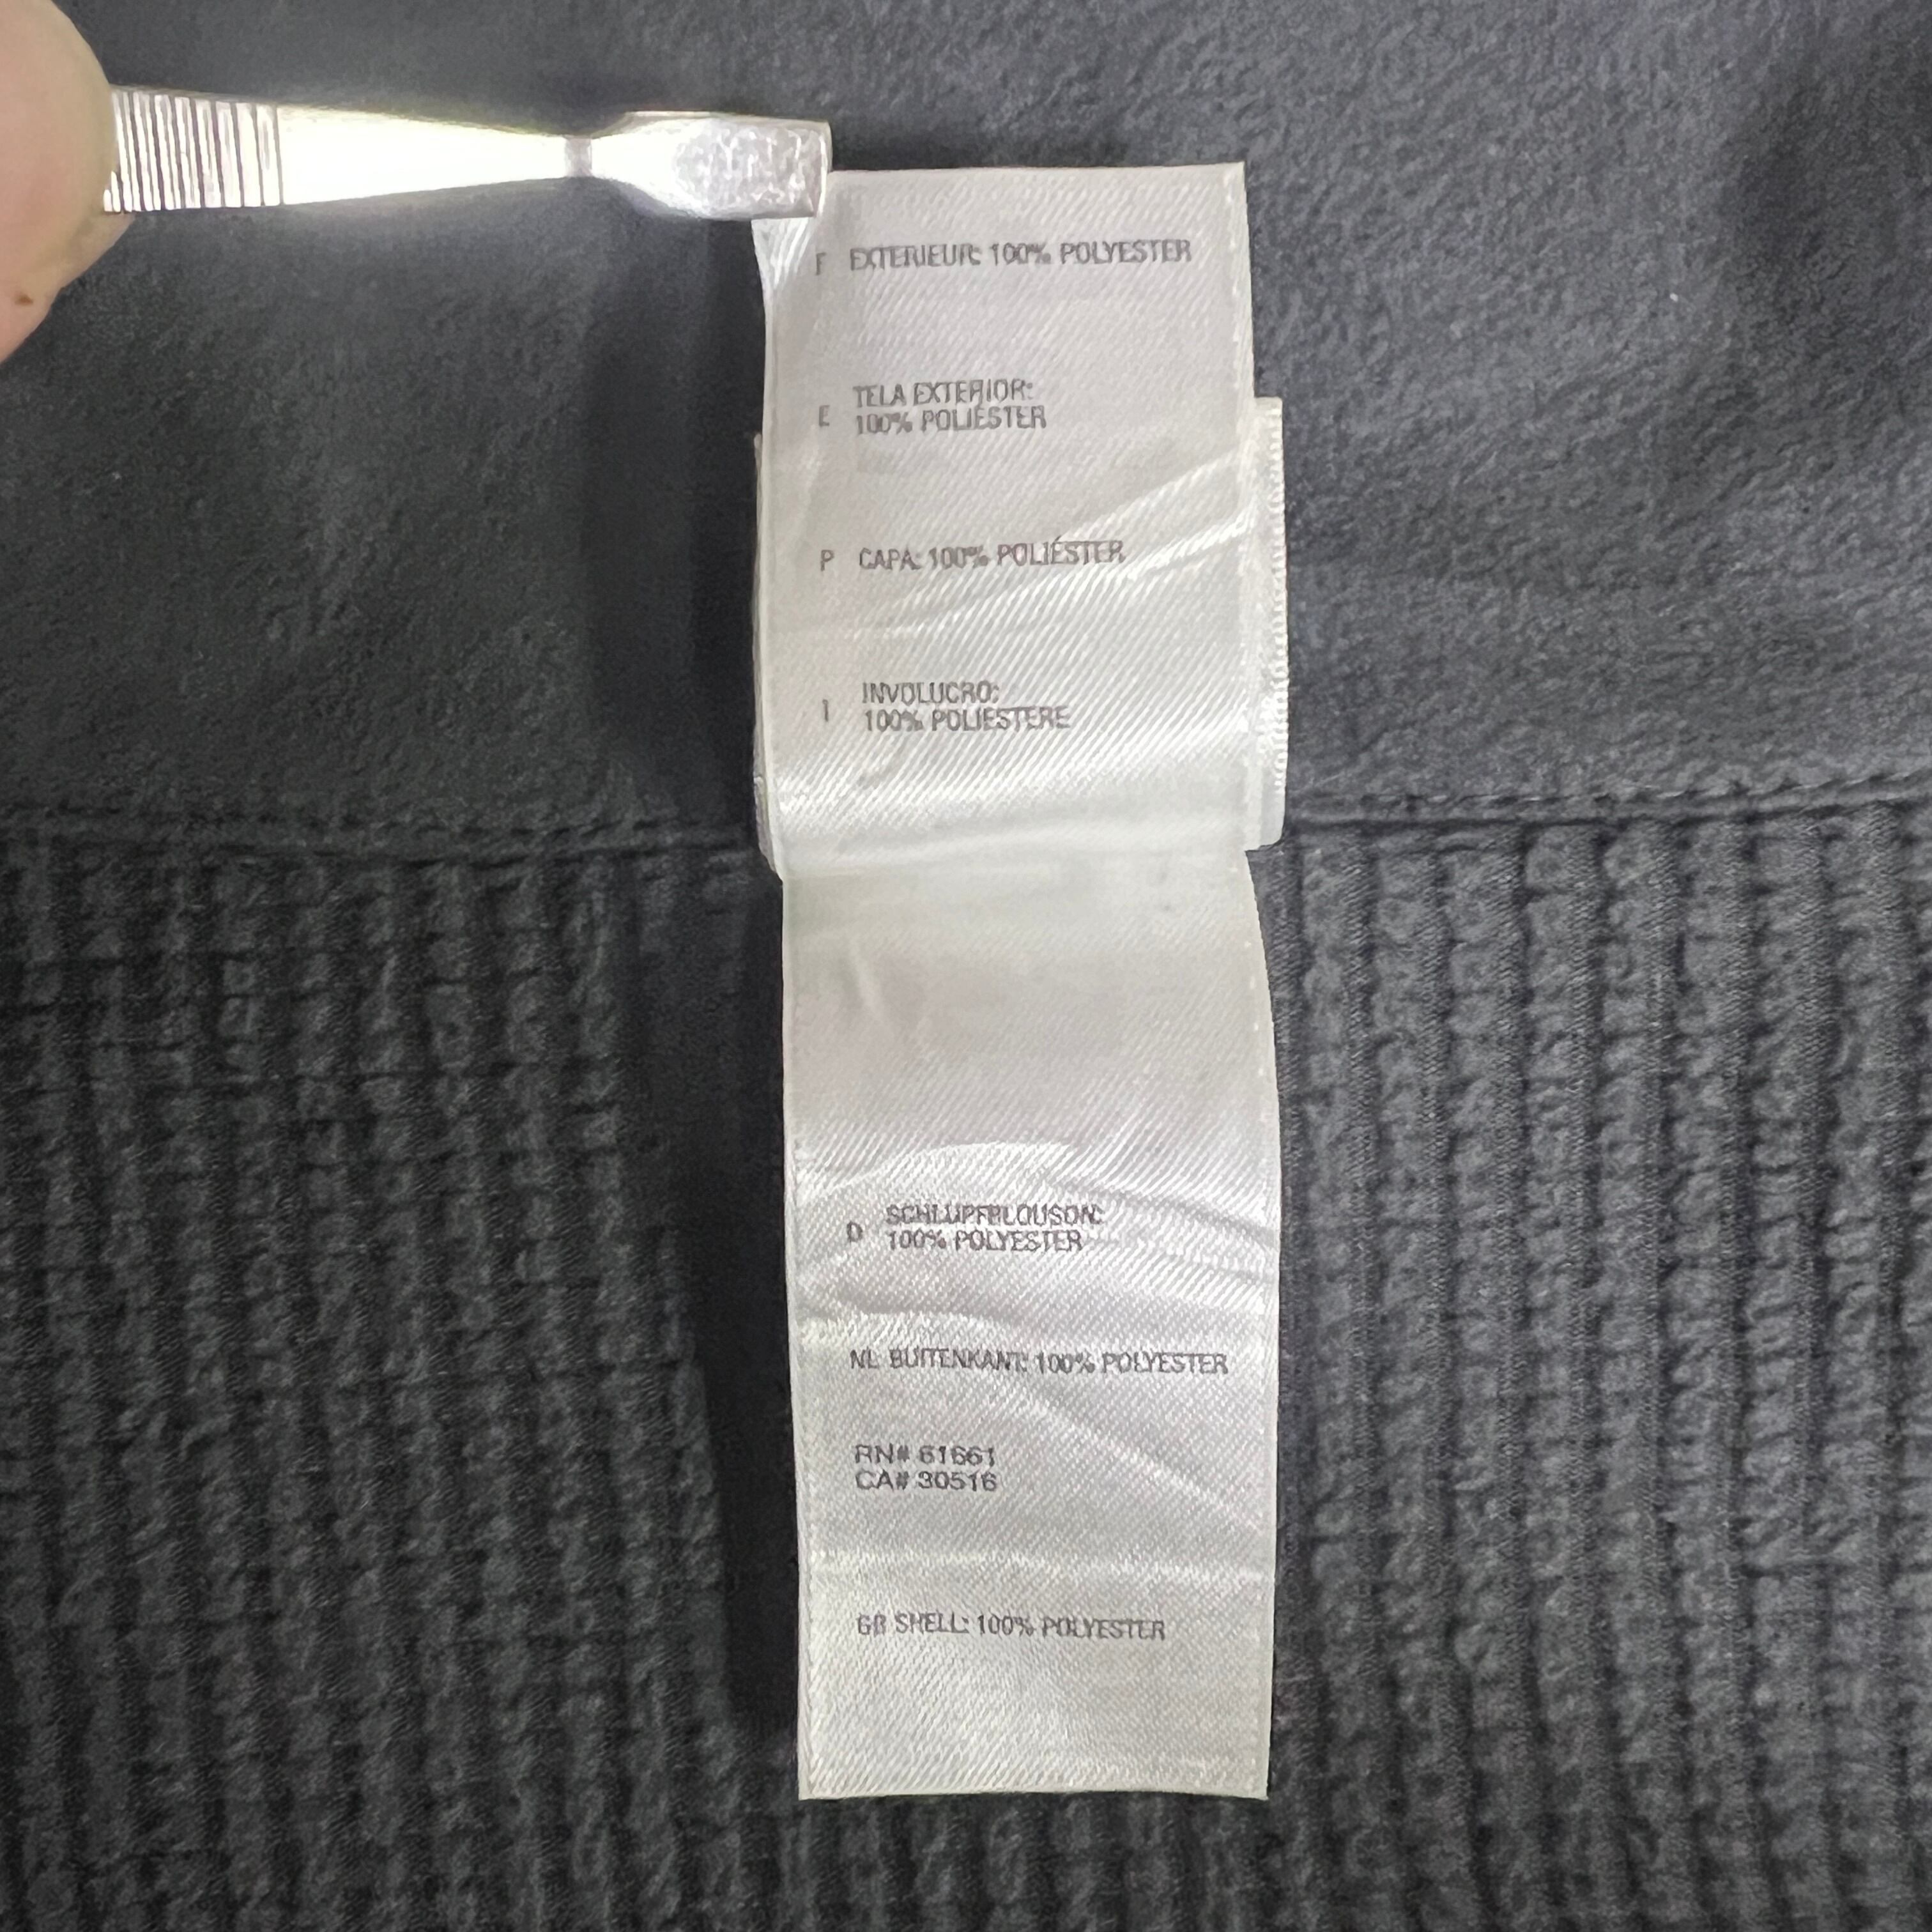 F EXTERIEUR: 100% POLYESTER
E TELA EXTERIOR:
100% POLIÉSTER
P CAPA: 100% POLIÉSTER
I INVOLUCRO:
100% POLIESTERE
D SCHLUPFBLOUSON:
100% POLYESTER
NL BUITENKANT: 100% POLYESTER
RN# 61661
CA# 30516
GB SHELL: 100% POLYESTER